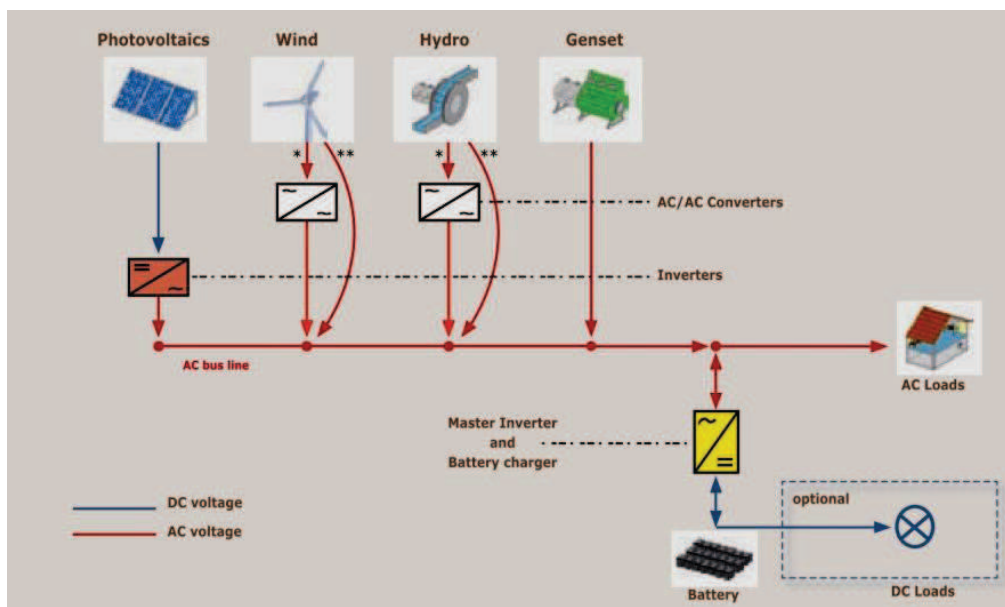 Photovoltaics
Wind
Hydro
Genset
*
**
*
**
AC/AC Converters
Inverters
AC bus line
AC Loads
Master Inverter
and
Battery charger
DC voltage
AC voltage
optional
Battery
DC Loads